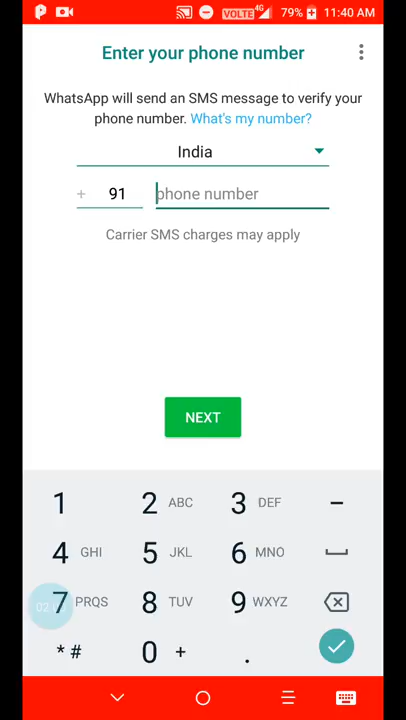 VOLTE 4G 79% 11:40 AM
Enter your phone number
WhatsApp will send an SMS message to verify your
phone number. What's my number?
India
+ 91 phone number
Carrier SMS charges may apply
NEXT
1 2 ABC 3 DEF –
4 GHI 5 JKL 6 MNO
7 PRQS 8 TUV 9 WXYZ
* # 0 + .